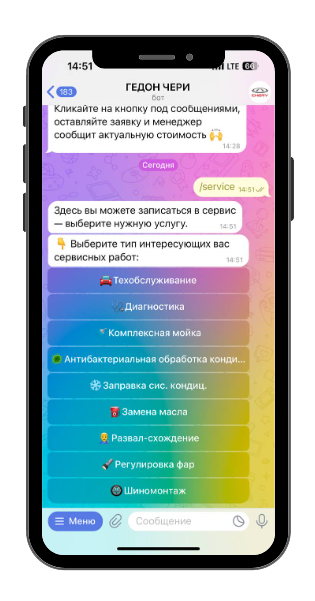 14:51
LTE 60
183
ГЕДОН ЧЕРИ
бот
CHERY
Кликайте на кнопку под сообщениями,
оставляйте заявку и менеджер
сообщит актуальную стоимость 🙌
14:38
Сегодня
/service 14:51
Здесь вы можете записаться в сервис
— выберите нужную услугу. 14:51
👇 Выберите тип интересующих вас
сервисных работ: 14:51
Техобслуживание
Диагностика
Комплексная мойка
Антибактериальная обработка конди...
Заправка сис. кондиц.
Замена масла
Развал-схождение
Регулировка фар
Шиномонтаж
Меню
Сообщение